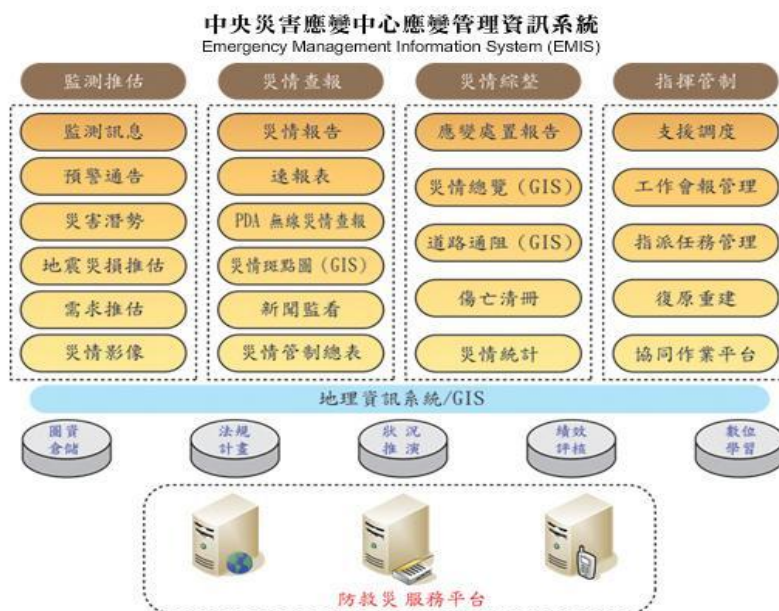 中央災害應變中心應變管理資訊系統
Emergency Management Information System (EMIS)
監測推估
災情查報
災情綜整
指揮管制
監測訊息
預警通告
災害潛勢
地震災損推估
需求推估
災情影像
災情報告
速報表
PDA 無線災情查報
災情斑點圖 (GIS)
新聞監看
災情管制總表
應變處置報告
災情總覽 (GIS)
道路通阻 (GIS)
傷亡清冊
災情統計
支援調度
工作會報管理
指派任務管理
復原重建
協同作業平台
地理資訊系統/GIS
圖資
倉儲
法規
計畫
狀況
推演
績效
評核
數位
學習
防救災 服務平台